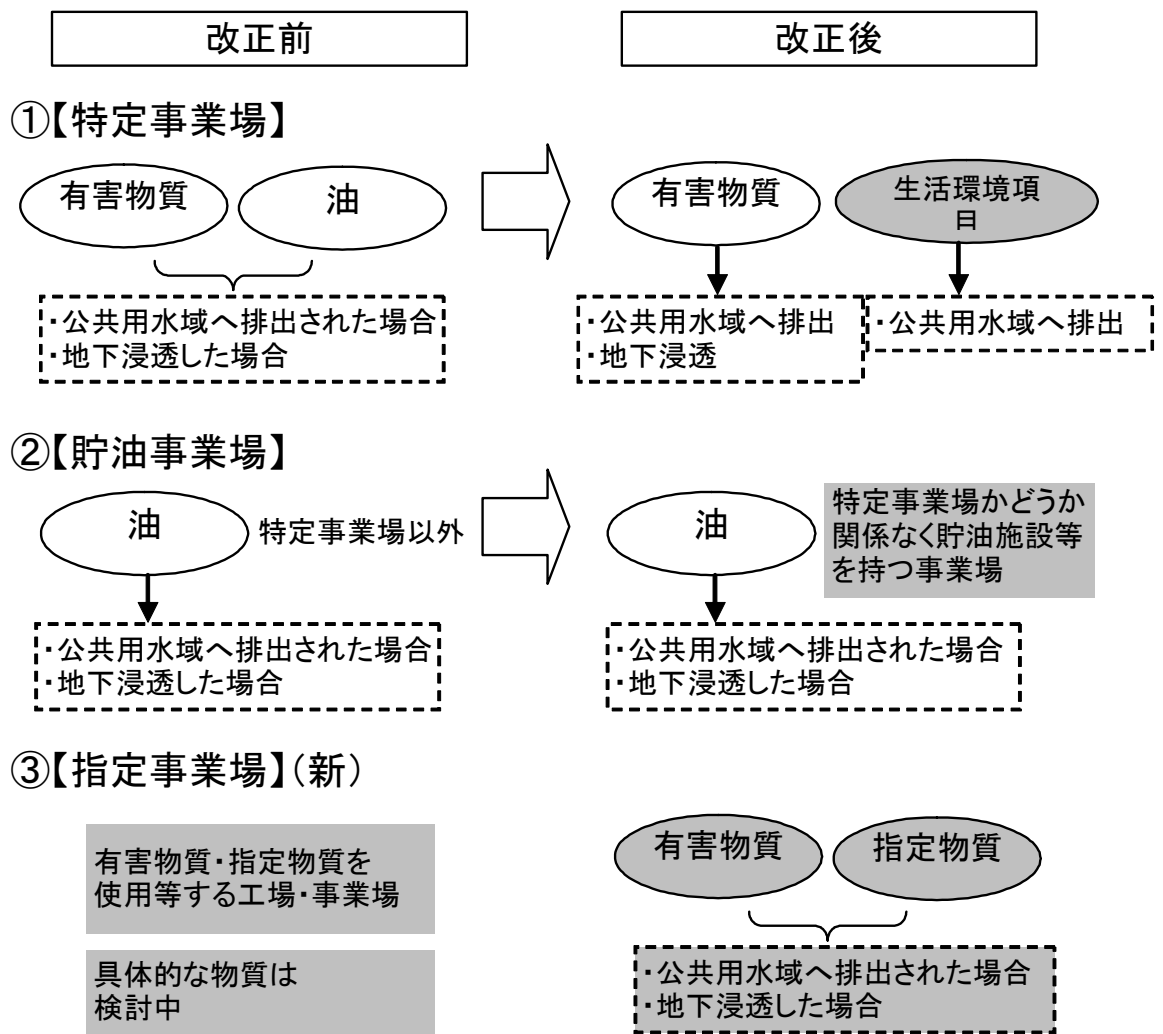 改正前
改正後
①【特定事業場】
有害物質
油
・公共用水域へ排出された場合
・地下浸透した場合
有害物質
生活環境項
目
・公共用水域へ排出
・地下浸透
・公共用水域へ排出
②【貯油事業場】
油
特定事業場以外
・公共用水域へ排出された場合
・地下浸透した場合
油
特定事業場かどうか
関係なく貯油施設等
を持つ事業場
・公共用水域へ排出された場合
・地下浸透した場合
③【指定事業場】(新)
有害物質・指定物質を
使用等する工場・事業場
具体的な物質は
検討中
有害物質
指定物質
・公共用水域へ排出された場合
・地下浸透した場合